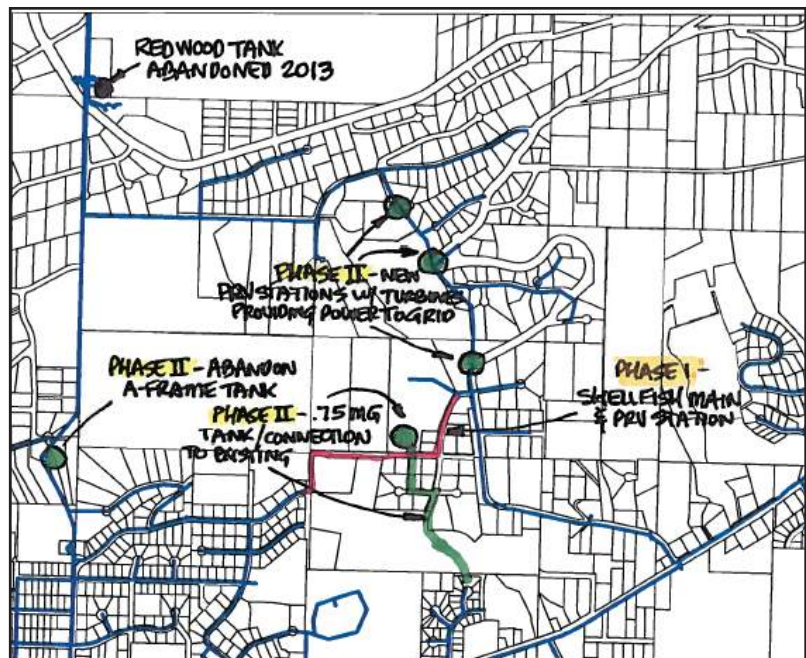 REDWOOD TANK
ABANDONED 2013
PHASE II - NEW
PRV STATIONS W/ TURBINES
PROVIDING POWER TO GRID
PHASE II - ABANDON
A-FRAME TANK
PHASE II - .75 MG
TANK/CONNECTION
TO EXISTING
PHASE 1 -
SHELLFISH MAIN
& PRV STATION